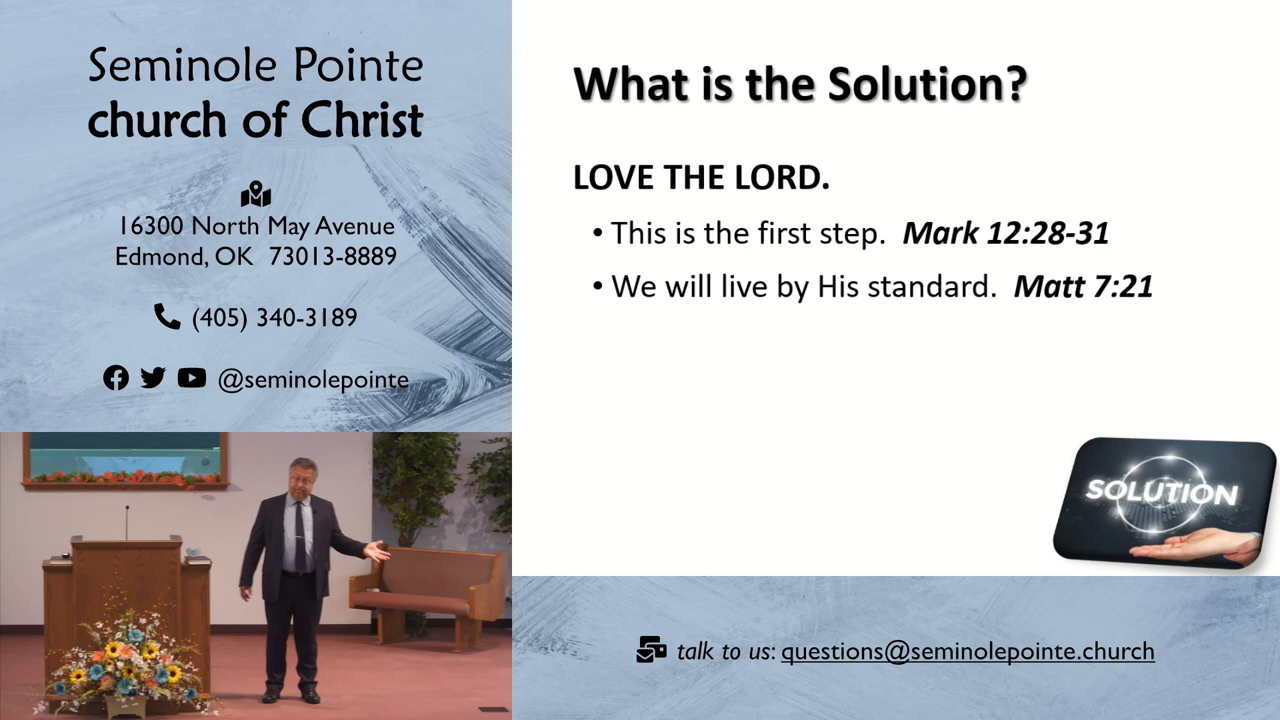 Seminole Pointe
church of Christ
16300 North May Avenue
Edmond, OK 73013-8889
(405) 340-3189
@seminolepointe
What is the Solution?
LOVE THE LORD.
• This is the first step. Mark 12:28-31
• We will live by His standard. Matt 7:21
SOLUTION
talk to us: questions@seminolepointe.church